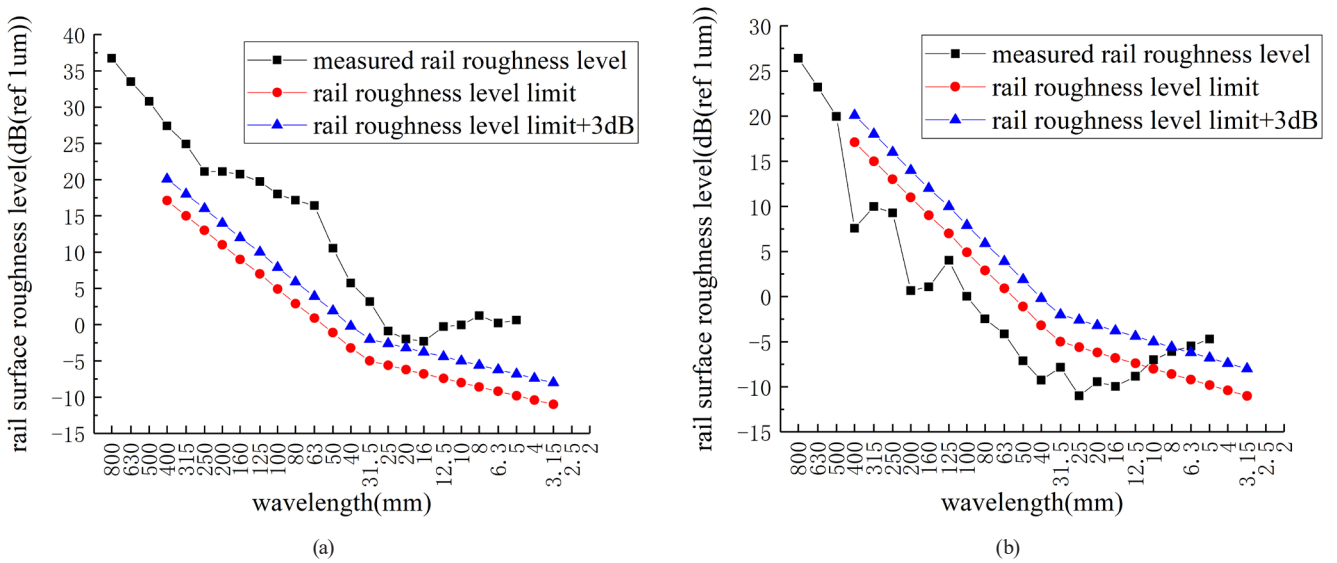 rail surface roughness level(dB(ref 1um))
40
35
30
25
20
15
10
5
0
−5
−10
−15
measured rail roughness level
rail roughness level limit
rail roughness level limit+3dB
800 630 500 400 315 250 200 160 125 100 80 63 50 40 31.5 25 20 16 12.5 10 8 6.3 5 4 3.15 2.5 2
wavelength(mm)
(a)
rail surface roughness level(dB(ref 1um))
30
25
20
15
10
5
0
−5
−10
−15
measured rail roughness level
rail roughness level limit
rail roughness level limit+3dB
800 630 500 400 315 250 200 160 125 100 80 63 50 40 31.5 25 20 16 12.5 10 8 6.3 5 4 3.15 2.5 2
wavelength(mm)
(b)